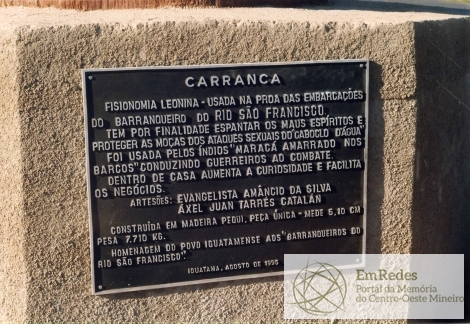 CARRANCA
FISIONOMIA LEONINA - USADA NA PROA DAS EMBARCAÇÕES
DO BARRANQUEIRO DO RIO SÃO FRANCISCO,
TEM POR FINALIDADE ESPANTAR OS MAUS ESPÍRITOS E
PROTEGER AS MOÇAS DOS ATAQUES SEXUAIS DO "CABOCLO D'ÁGUA"
FOI USADA PELOS ÍNDIOS "MARACÁ AMARRADO NOS
BARCOS" CONDUZINDO GUERREIROS AO COMBATE.
DENTRO DE CASA AUMENTA A CURIOSIDADE E FACILITA
OS NEGÓCIOS.
ARTESÕES: EVANGELISTA AMÂNCIO DA SILVA
ÁXEL JUAN TARRÉS CATALÁN
CONSTRUÍDA EM MADEIRA PEQUI, PEÇA ÚNICA - MEDE 5,10 CM
PESA 7.710 KG.
HOMENAGEM DO POVO IGUATAMENSE AOS "BARRANQUEIROS DO
RIO SÃO FRANCISCO".
IGUATAMA, AGOSTO DE 1995
EmRedes
Portal da Memória
do Centro-Oeste Mineiro